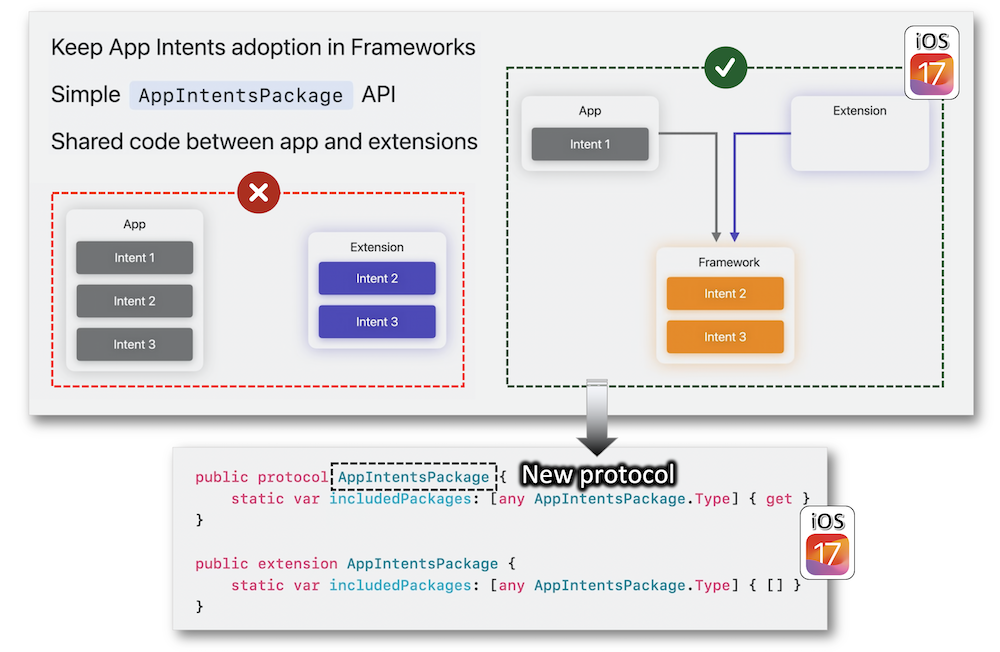 Keep App Intents adoption in Frameworks
Simple AppIntentsPackage API
Shared code between app and extensions
App
Intent 1
Intent 2
Intent 3
Extension
Intent 2
Intent 3
iOS
17
App
Intent 1
Extension
Framework
Intent 2
Intent 3
public protocol AppIntentsPackage {
New protocol
static var includedPackages: [any AppIntentsPackage.Type] { get }
}
public extension AppIntentsPackage {
static var includedPackages: [any AppIntentsPackage.Type] { [] }
}
iOS
17